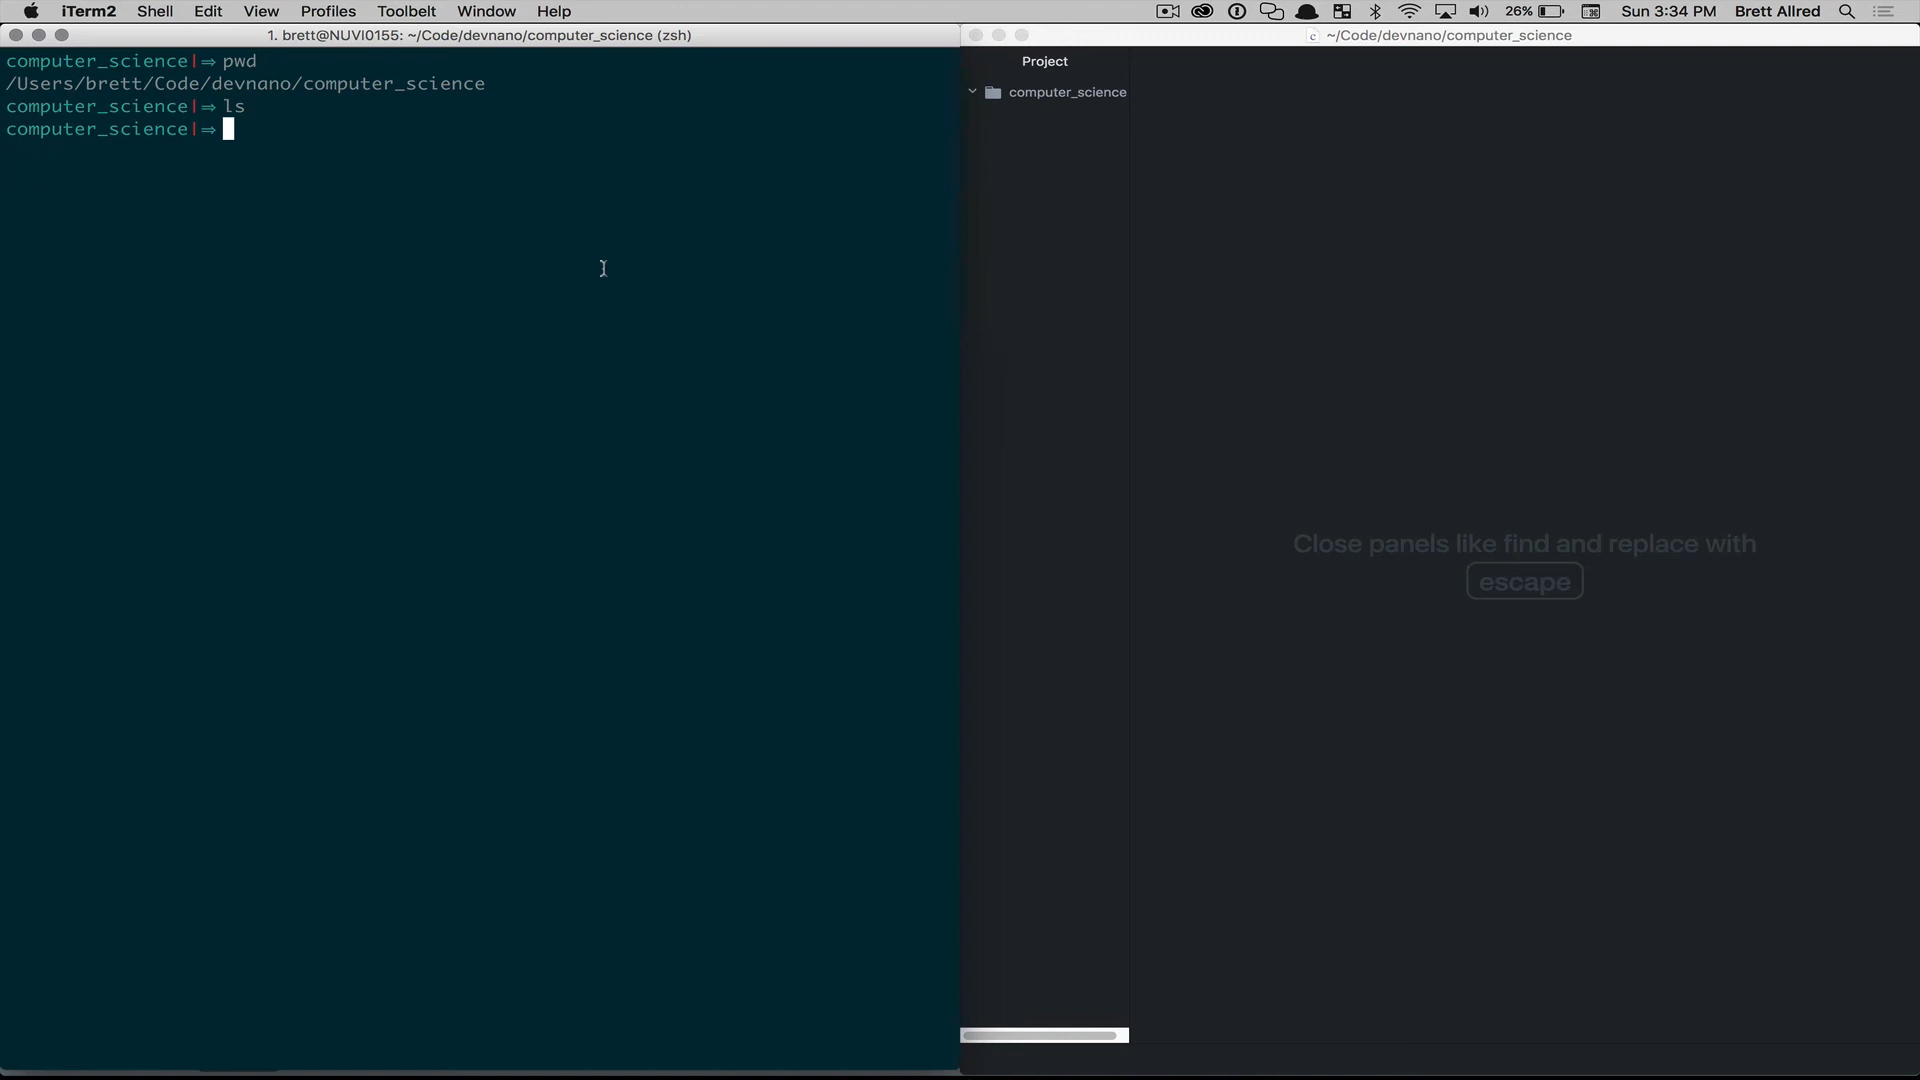 iTerm2 Shell Edit View Profiles Toolbelt Window Help 26% Sun 3:34 PM Brett Allred
1. brett@NUVI0155: ~/Code/devnano/computer_science (zsh)
computer_science|⇒ pwd
/Users/brett/Code/devnano/computer_science
computer_science|⇒ ls
computer_science|⇒
c ~/Code/devnano/computer_science
Project
computer_science
Close panels like find and replace with
escape